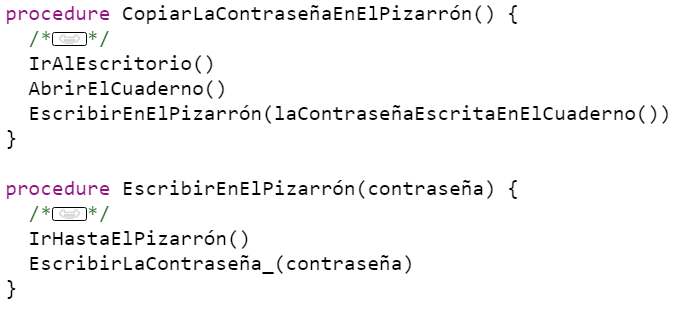 procedure CopiarLaContraseñaEnElPizarrón() {
/**/
IrAlEscritorio()
AbrirElCuaderno()
EscribirEnElPizarrón(laContraseñaEscritaEnElCuaderno())
}
procedure EscribirEnElPizarrón(contraseña) {
/**/
IrHastaElPizarrón()
EscribirLaContraseña_(contraseña)
}